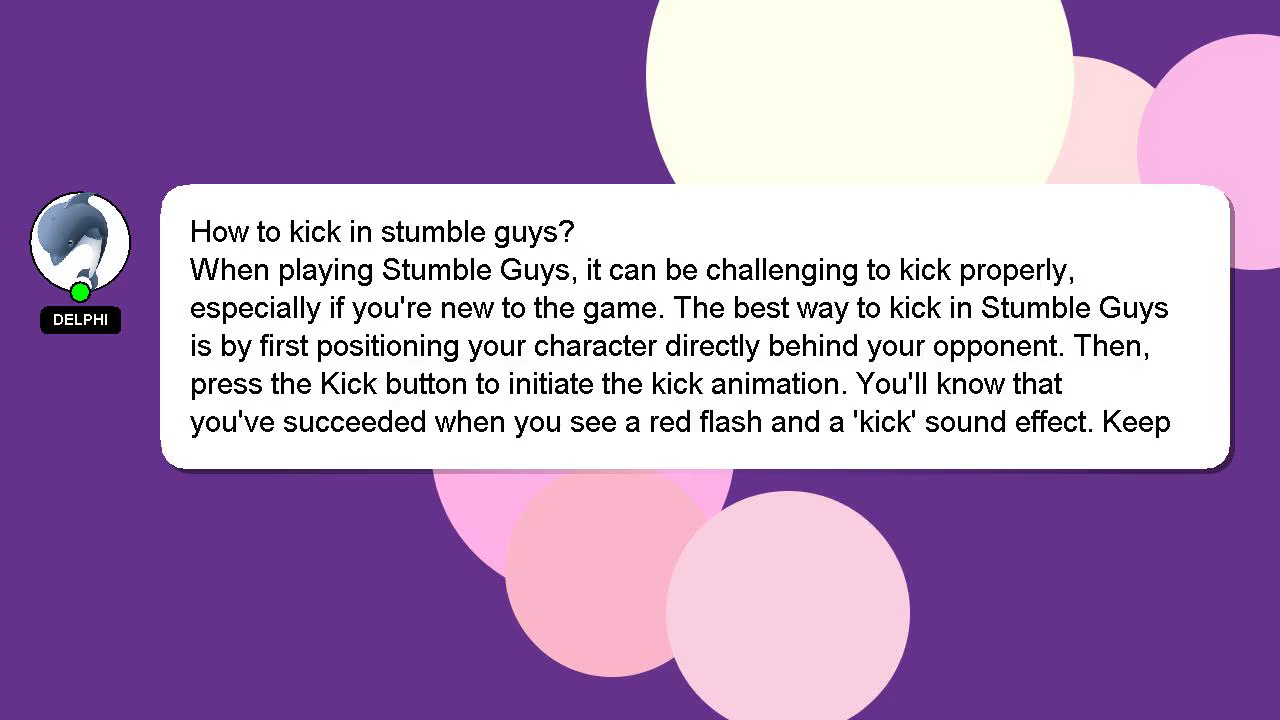 How to kick in stumble guys?
When playing Stumble Guys, it can be challenging to kick properly,
especially if you're new to the game. The best way to kick in Stumble Guys
is by first positioning your character directly behind your opponent. Then,
press the Kick button to initiate the kick animation. You'll know that
you've succeeded when you see a red flash and a 'kick' sound effect. Keep
DELPHI